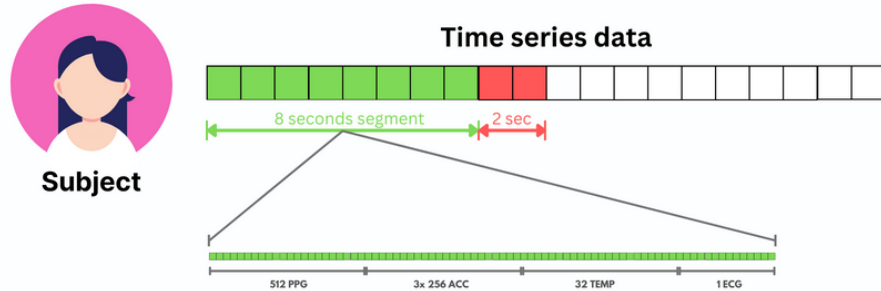 Time series data
8 seconds segment 2 sec
Subject
512 PPG 3x 256 ACC 32 TEMP 1 ECG